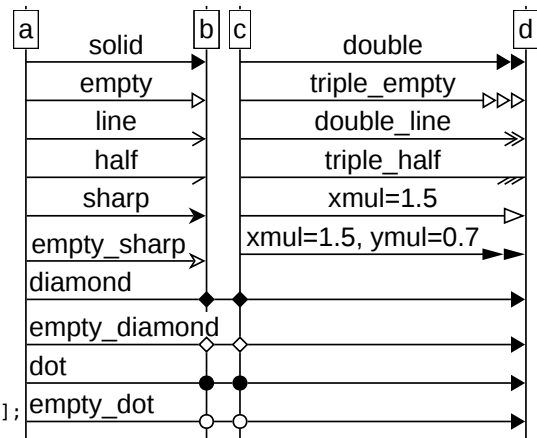 a b c d
solid double
empty triple_empty
line double_line
half triple_half
sharp xmul=1.5
empty_sharp xmul=1.5, ymul=0.7
diamond
empty_diamond
dot
]; empty_dot